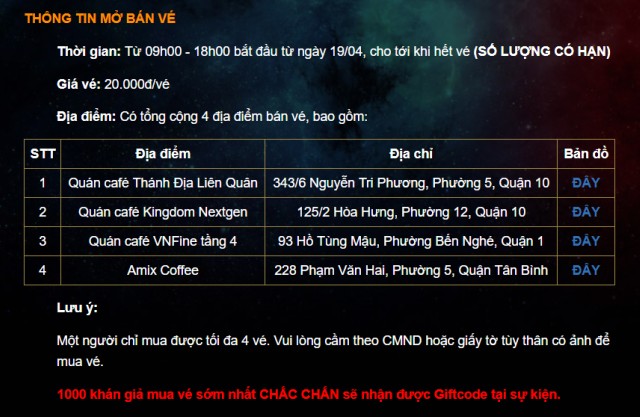 THÔNG TIN MỞ BÁN VÉ
Thời gian: Từ 09h00 - 18h00 bắt đầu từ ngày 19/04, cho tới khi hết vé (SỐ LƯỢNG CÓ HẠN)
Giá vé: 20.000đ/vé
Địa điểm: Có tổng cộng 4 địa điểm bán vé, bao gồm:
STT Địa điểm Địa chỉ Bản đồ
1 Quán café Thánh Địa Liên Quân 343/6 Nguyễn Tri Phương, Phường 5, Quận 10 ĐÂY
2 Quán café Kingdom Nextgen 125/2 Hòa Hưng, Phường 12, Quận 10 ĐÂY
3 Quán café VNFine tầng 4 93 Hồ Tùng Mậu, Phường Bến Nghé, Quận 1 ĐÂY
4 Amix Coffee 228 Phạm Văn Hai, Phường 5, Quận Tân Bình ĐÂY
Lưu ý:
Một người chỉ mua được tối đa 4 vé. Vui lòng cầm theo CMND hoặc giấy tờ tùy thân có ảnh để
mua vé.
1000 khán giả mua vé sớm nhất CHẮC CHẮN sẽ nhận được Giftcode tại sự kiện.